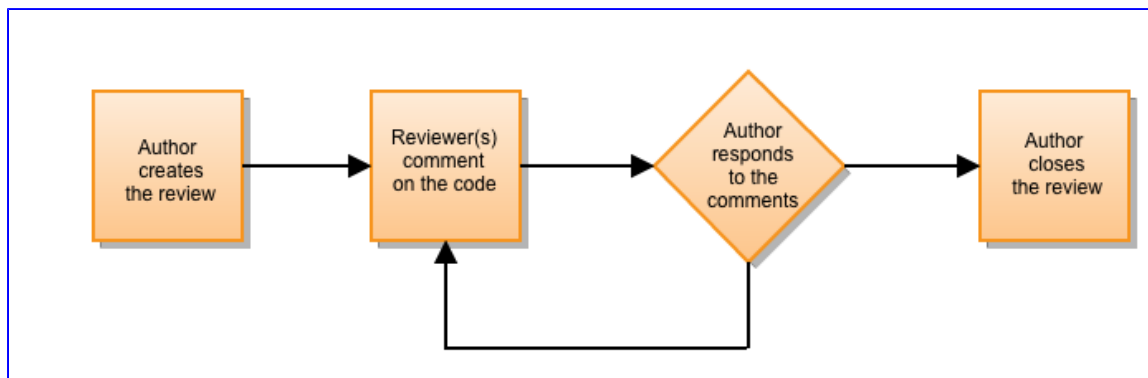 Author
creates
the review
Reviewer(s)
comment
on the code
Author
responds
to the
comments
Author
closes
the review